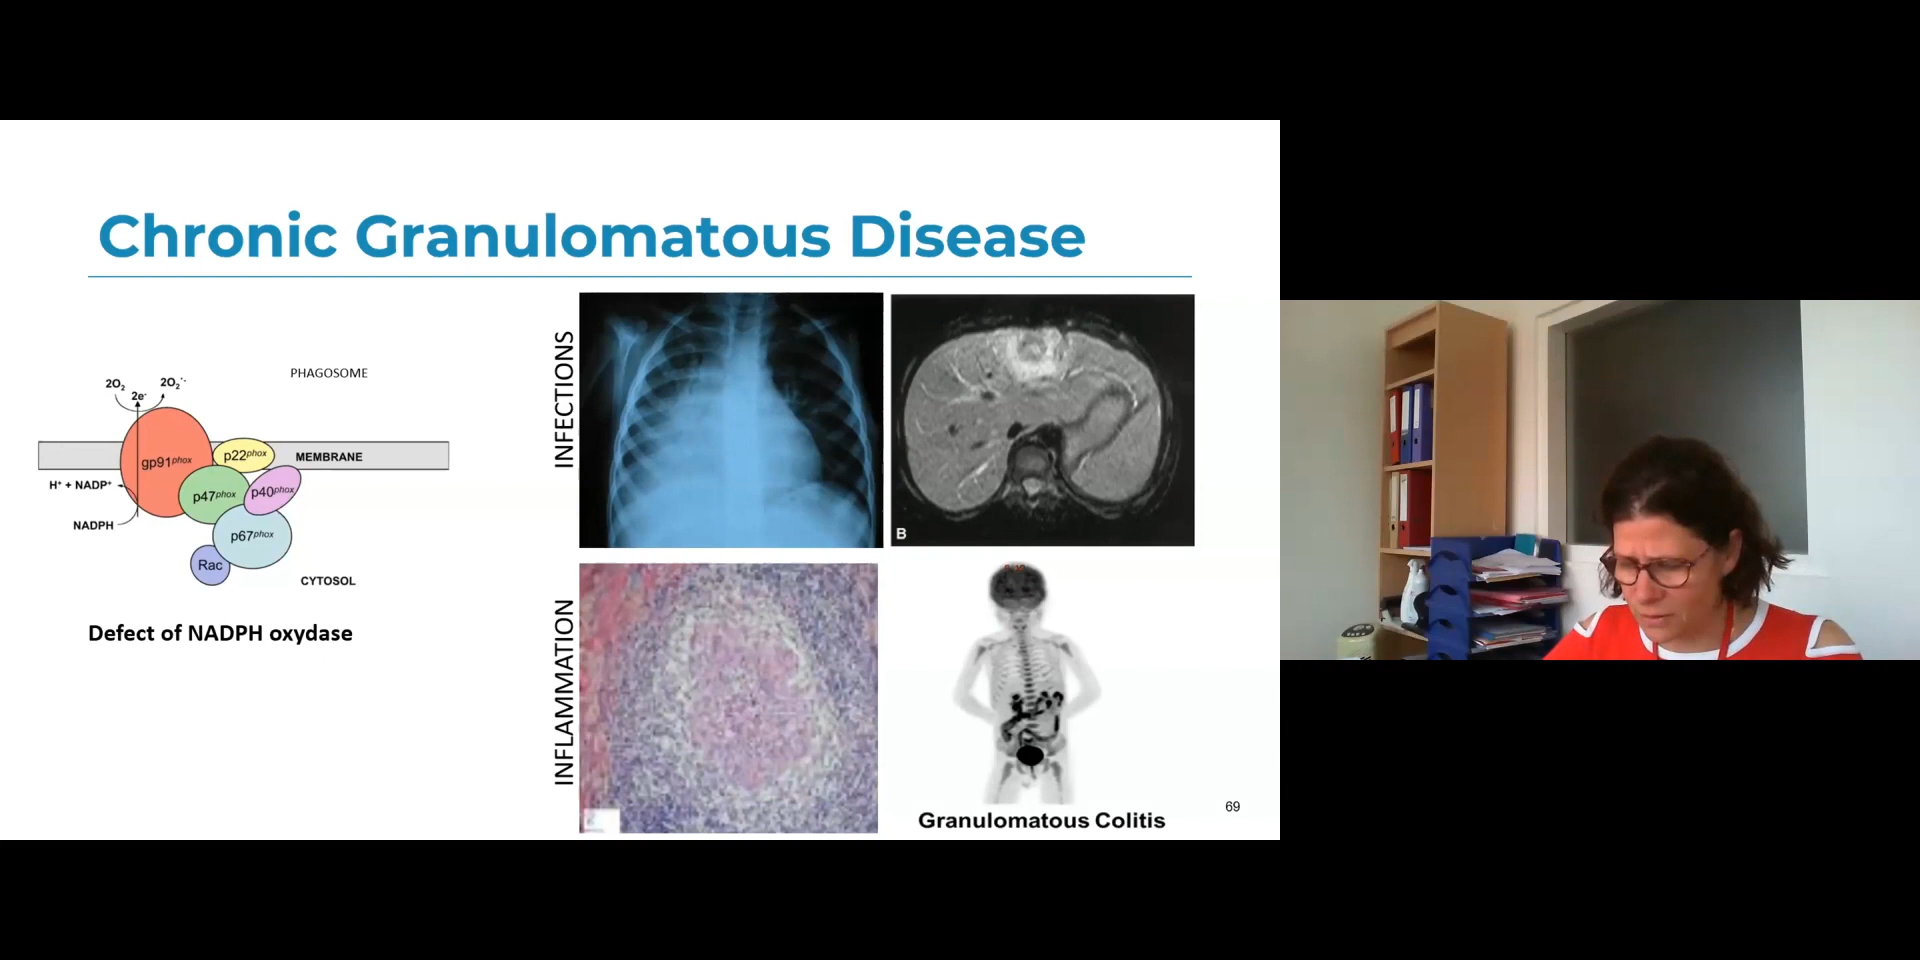 Chronic Granulomatous Disease
PHAGOSOME
2O2
2O2·-
2e-
gp91phox
p22phox
MEMBRANE
H+ + NADP+
p47phox
p40phox
NADPH
p67phox
Rac
CYTOSOL
Defect of NADPH oxydase
INFECTIONS
B
INFLAMMATION
Granulomatous Colitis
69